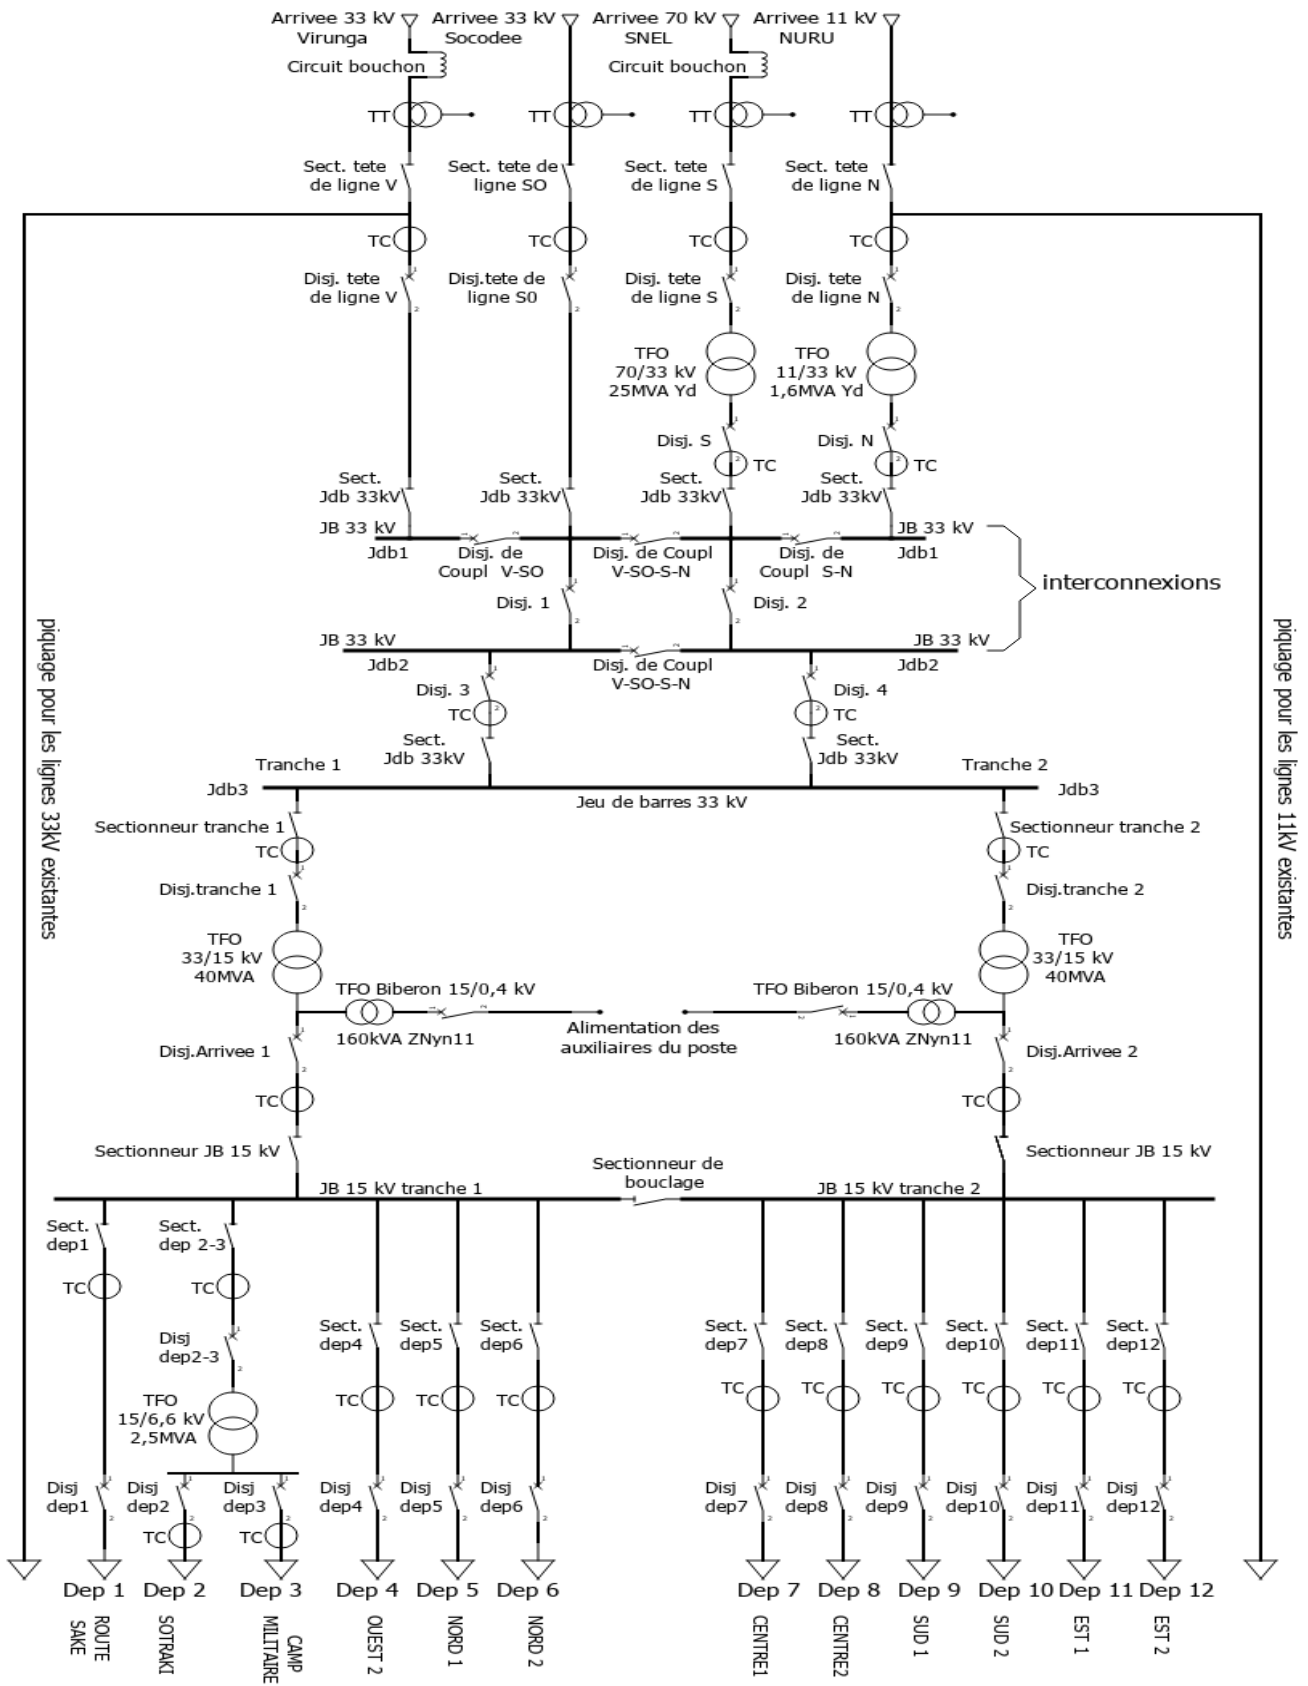 Arrivee 33 kV
Virunga
Arrivee 33 kV
Socodee
Arrivee 70 kV
SNEL
Arrivee 11 kV
NURU
Circuit bouchon
Circuit bouchon
TT
TT
TT
TT
Sect. tete
de ligne V
Sect. tete de
ligne SO
Sect. tete
de ligne S
Sect. tete
de ligne N
TC
TC
TC
TC
Disj. tete
de ligne V
Disj.tete de
ligne S0
Disj. tete
de ligne S
Disj. tete
de ligne N
TFO
70/33 kV
25MVA Yd
TFO
11/33 kV
1,6MVA Yd
Disj. S
TC
Disj. N
TC
Sect.
Jdb 33kV
Sect.
Jdb 33kV
Sect.
Jdb 33kV
Sect.
Jdb 33kV
JB 33 kV
Jdb1
Disj. de
Coupl V-SO
Disj. de Coupl
V-SO-S-N
Disj. de
Coupl S-N
JB 33 kV
Jdb1
interconnexions
Disj. 1
Disj. 2
JB 33 kV
Jdb2
Disj. de Coupl
V-SO-S-N
JB 33 kV
Jdb2
Disj. 3
TC
Disj. 4
TC
Sect.
Jdb 33kV
Sect.
Jdb 33kV
piquage pour les lignes 33kV existantes
piquage pour les lignes 11kV existantes
Tranche 1
Jdb3
Jeu de barres 33 kV
Tranche 2
Jdb3
Sectionneur tranche 1
TC
Sectionneur tranche 2
TC
Disj.tranche 1
Disj.tranche 2
TFO
33/15 kV
40MVA
TFO
33/15 kV
40MVA
TFO Biberon 15/0,4 kV
160kVA ZNyn11
TFO Biberon 15/0,4 kV
160kVA ZNyn11
Alimentation des
auxiliaires du poste
Disj.Arrivee 1
Disj.Arrivee 2
TC
TC
Sectionneur JB 15 kV
Sectionneur JB 15 kV
Sectionneur de
bouclage
JB 15 kV tranche 1
JB 15 kV tranche 2
Sect.
dep1
Sect.
dep 2-3
TC
TC
Disj
dep2-3
TFO
15/6,6 kV
2,5MVA
Sect.
dep4
Sect.
dep5
Sect.
dep6
Sect.
dep7
Sect.
dep8
Sect.
dep9
Sect.
dep10
Sect.
dep11
Sect.
dep12
TC
TC
TC
TC
TC
TC
TC
TC
TC
Disj
dep1
Disj
dep2
Disj
dep3
Disj
dep4
Disj
dep5
Disj
dep6
Disj
dep7
Disj
dep8
Disj
dep9
Disj
dep10
Disj
dep11
Disj
dep12
TC
TC
Dep 1
Dep 2
Dep 3
Dep 4
Dep 5
Dep 6
Dep 7
Dep 8
Dep 9
Dep 10
Dep 11
Dep 12
ROUTE
SAKE
SOTRAKI
CAMP
MILITAIRE
OUEST 2
NORD 1
NORD 2
CENTRE1
CENTRE2
SUD 1
SUD 2
EST 1
EST 2